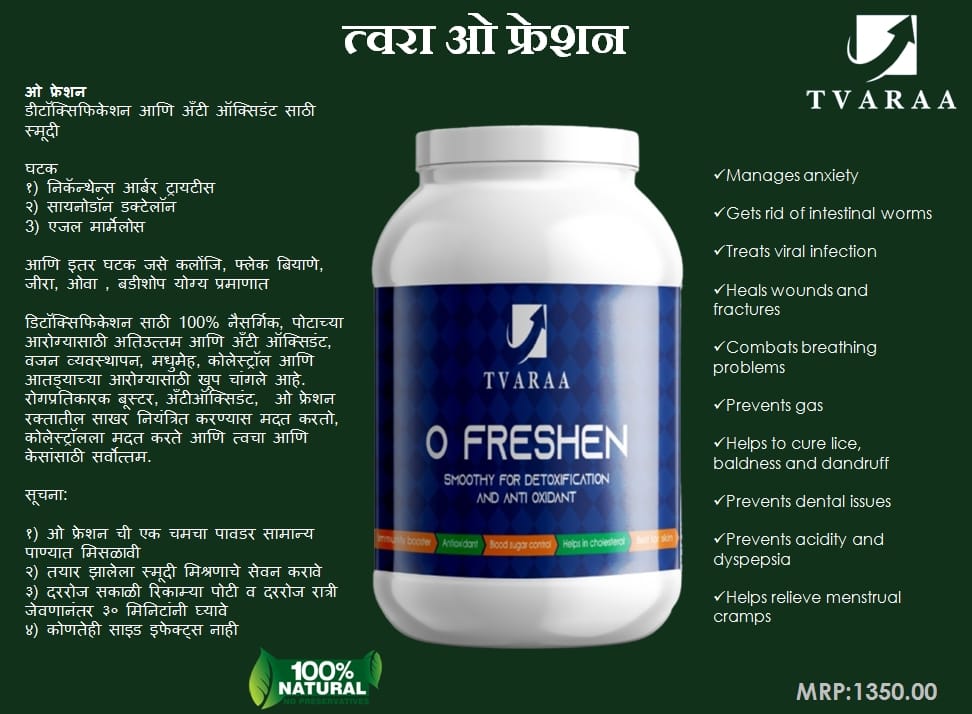 त्वरा ओ फ्रेशन
TVARAA
ओ फ्रेशन
डीटॉक्सिफिकेशन आणि अँटी ऑक्सिडंट साठी
स्मूदी
घटक
१) निकॅन्थेन्स आर्बर ट्रायटीस
२) सायनोडॉन डक्टेलॉन
3) एजल मार्मेलोस
आणि इतर घटक जसे कलोंजि, फ्लेक बियाणे,
जीरा, ओवा , बडीशोप योग्य प्रमाणात
डिटॉक्सिफिकेशन साठी 100% नैसर्गिक, पोटाच्या
आरोग्यासाठी अतिउत्तम आणि अँटी ऑक्सिडंट,
वजन व्यवस्थापन, मधुमेह, कोलेस्ट्रॉल आणि
आतड्याच्या आरोग्यासाठी खूप चांगले आहे.
रोगप्रतिकारक बूस्टर, अँटीऑक्सिडंट, ओ फ्रेशन
रक्तातील साखर नियंत्रित करण्यास मदत करतो,
कोलेस्ट्रॉलला मदत करते आणि त्वचा आणि
केसांसाठी सर्वोत्तम.
सूचना:
१) ओ फ्रेशन ची एक चमचा पावडर सामान्य
पाण्यात मिसळावी
२) तयार झालेला स्मूदी मिश्रणाचे सेवन करावे
३) दररोज सकाळी रिकाम्या पोटी व दररोज रात्री
जेवणानंतर ३० मिनिटांनी घ्यावे
४) कोणतेही साइड इफेक्ट्स नाही
100%
NATURAL
NO PRESERVATIVES
TVARAA
O FRESHEN
SMOOTHY FOR DETOXIFICATION
AND ANTI OXIDANT
Immunity booster Antioxidant Blood sugar control Helps in cholesterol Best for skin
✓Manages anxiety
✓Gets rid of intestinal worms
✓Treats viral infection
✓Heals wounds and
fractures
✓Combats breathing
problems
✓Prevents gas
✓Helps to cure lice,
baldness and dandruff
✓Prevents dental issues
✓Prevents acidity and
dyspepsia
✓Helps relieve menstrual
cramps
MRP:1350.00